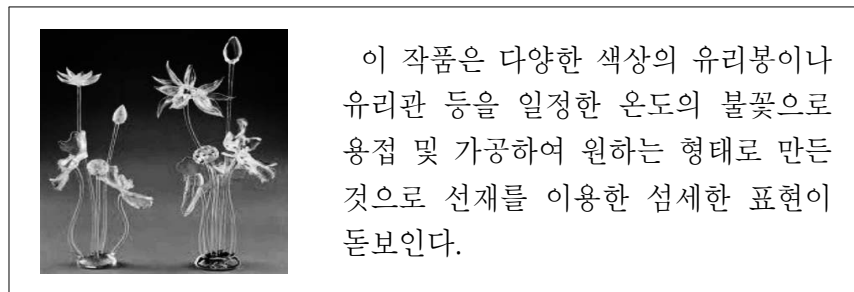 이 작품은 다양한 색상의 유리봉이나
유리관 등을 일정한 온도의 불꽃으로
용접 및 가공하여 원하는 형태로 만든
것으로 선재를 이용한 섬세한 표현이
돋보인다.